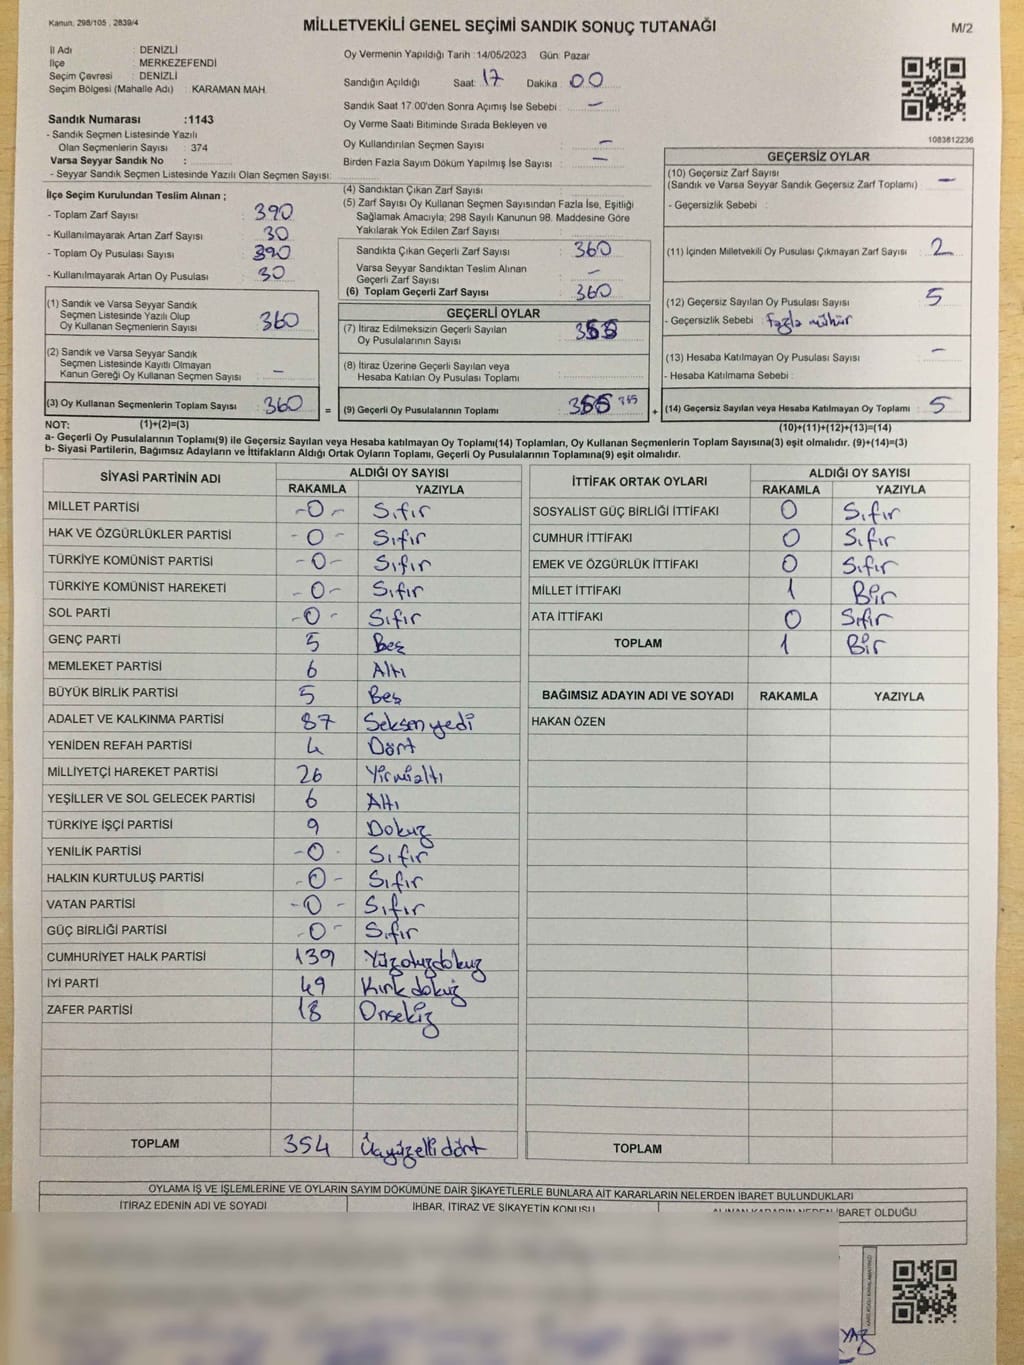 Kanun: 298/105 , 2839/4
MİLLETVEKİLİ GENEL SEÇİMİ SANDIK SONUÇ TUTANAĞI
M/2
İl Adı : DENİZLİ
İlçe : MERKEZEFENDİ
Seçim Çevresi : DENİZLİ
Seçim Bölgesi (Mahalle Adı) : KARAMAN MAH.
Oy Vermenin Yapıldığı Tarih : 14/05/2023 Gün: Pazar
Sandığın Açıldığı Saat: 17 Dakika 00
Sandık Saat 17.00'den Sonra Açımış İse Sebebi : –
Oy Verme Saati Bitiminde Sırada Bekleyen ve
Oy Kullandırılan Seçmen Sayısı : –
Birden Fazla Sayım Döküm Yapılmış İse Sayısı : –
1083612236
Sandık Numarası :1143
- Sandık Seçmen Listesinde Yazılı
Olan Seçmenlerin Sayısı : 374
Varsa Seyyar Sandık No :
- Seyyar Sandık Seçmen Listesinde Yazılı Olan Seçmen Sayısı:
İlçe Seçim Kurulundan Teslim Alınan ;
- Toplam Zarf Sayısı : 390
- Kullanılmayarak Artan Zarf Sayısı : 30
- Toplam Oy Pusulası Sayısı : 390
- Kullanılmayarak Artan Oy Pusulası : 30
(1) Sandık ve Varsa Seyyar Sandık
Seçmen Listesinde Yazılı Olup
Oy Kullanan Seçmenlerin Sayısı : 360
(2) Sandık ve Varsa Seyyar Sandık
Seçmen Listesinde Kayıtlı Olmayan
Kanun Gereği Oy Kullanan Seçmen Sayısı : –
(3) Oy Kullanan Seçmenlerin Toplam Sayısı : 360
(4) Sandıktan Çıkan Zarf Sayısı :
(5) Zarf Sayısı Oy Kullanan Seçmen Sayısından Fazla İse, Eşitliği
Sağlamak Amacıyla; 298 Sayılı Kanunun 98. Maddesine Göre
Yakılarak Yok Edilen Zarf Sayısı :
Sandıkta Çıkan Geçerli Zarf Sayısı : 360
Varsa Seyyar Sandıktan Teslim Alınan
Geçerli Zarf Sayısı : –
(6) Toplam Geçerli Zarf Sayısı : 360
GEÇERLİ OYLAR
(7) İtiraz Edilmeksizin Geçerli Sayılan
Oy Pusulalarının Sayısı :
(8) İtiraz Üzerine Geçerli Sayılan veya
Hesaba Katılan Oy Pusulası Toplamı :
= (9) Geçerli Oy Pusulalarının Toplamı :
GEÇERSİZ OYLAR
(10) Geçersiz Zarf Sayısı
(Sandık ve Varsa Seyyar Sandık Geçersiz Zarf Toplamı) : –
- Geçersizlik Sebebi :
(11) İçinden Milletvekili Oy Pusulası Çıkmayan Zarf Sayısı : 2
(12) Geçersiz Sayılan Oy Pusulası Sayısı : 5
- Geçersizlik Sebebi : fazla mühür
(13) Hesaba Katılmayan Oy Pusulası Sayısı : –
- Hesaba Katılmama Sebebi :
+ (14) Geçersiz Sayılan veya Hesaba Katılmayan Oy Toplamı : 5
NOT: (1)+(2)=(3)
(10)+(11)+(12)+(13)=(14)
a- Geçerli Oy Pusulalarının Toplamı(9) ile Geçersiz Sayılan veya Hesaba katılmayan Oy Toplamı(14) Toplamları, Oy Kullanan Seçmenlerin Toplam Sayısına(3) eşit olmalıdır. (9)+(14)=(3)
b- Siyasi Partilerin, Bağımsız Adayların ve İttifakların Aldığı Ortak Oyların Toplamı, Geçerli Oy Pusulalarının Toplamına(9) eşit olmalıdır.
SİYASİ PARTİNİN ADI ALDIĞI OY SAYISI
RAKAMLA YAZIYLA
MİLLET PARTİSİ -0- Sıfır
HAK VE ÖZGÜRLÜKLER PARTİSİ -0- Sıfır
TÜRKİYE KOMÜNİST PARTİSİ -0- Sıfır
TÜRKİYE KOMÜNİST HAREKETİ -0- Sıfır
SOL PARTİ -0- Sıfır
GENÇ PARTİ 5 Beş
MEMLEKET PARTİSİ 6 Altı
BÜYÜK BİRLİK PARTİSİ 5 Beş
ADALET VE KALKINMA PARTİSİ 87 Seksenyedi
YENİDEN REFAH PARTİSİ 4 Dört
MİLLİYETÇİ HAREKET PARTİSİ 26 Yirmialtı
YEŞİLLER VE SOL GELECEK PARTİSİ 6 Altı
TÜRKİYE İŞÇİ PARTİSİ 9 Dokuz
YENİLİK PARTİSİ -0- Sıfır
HALKIN KURTULUŞ PARTİSİ -0- Sıfır
VATAN PARTİSİ -0- Sıfır
GÜÇ BİRLİĞİ PARTİSİ -0- Sıfır
CUMHURİYET HALK PARTİSİ 139 Yüzotuzdokuz
İYİ PARTİ 49 Kırkdokuz
ZAFER PARTİSİ 18 Onsekiz
TOPLAM 354 Üçyüzellidört
İTTİFAK ORTAK OYLARI ALDIĞI OY SAYISI
RAKAMLA YAZIYLA
SOSYALİST GÜÇ BİRLİĞİ İTTİFAKI 0 Sıfır
CUMHUR İTTİFAKI 0 Sıfır
EMEK VE ÖZGÜRLÜK İTTİFAKI 0 Sıfır
MİLLET İTTİFAKI 1 Bir
ATA İTTİFAKI 0 Sıfır
TOPLAM 1 Bir
BAĞIMSIZ ADAYIN ADI VE SOYADI RAKAMLA YAZIYLA
HAKAN ÖZEN
TOPLAM
OYLAMA İŞ VE İŞLEMLERİNE VE OYLARIN SAYIM DÖKÜMÜNE DAİR ŞİKAYETLERLE BUNLARA AİT KARARLARIN NELERDEN İBARET BULUNDUKLARI
İTİRAZ EDENİN ADI VE SOYADI İHBAR, İTİRAZ VE ŞİKAYETİN KONUSU ALINAN KARARIN NEDEN İBARET OLDUĞU